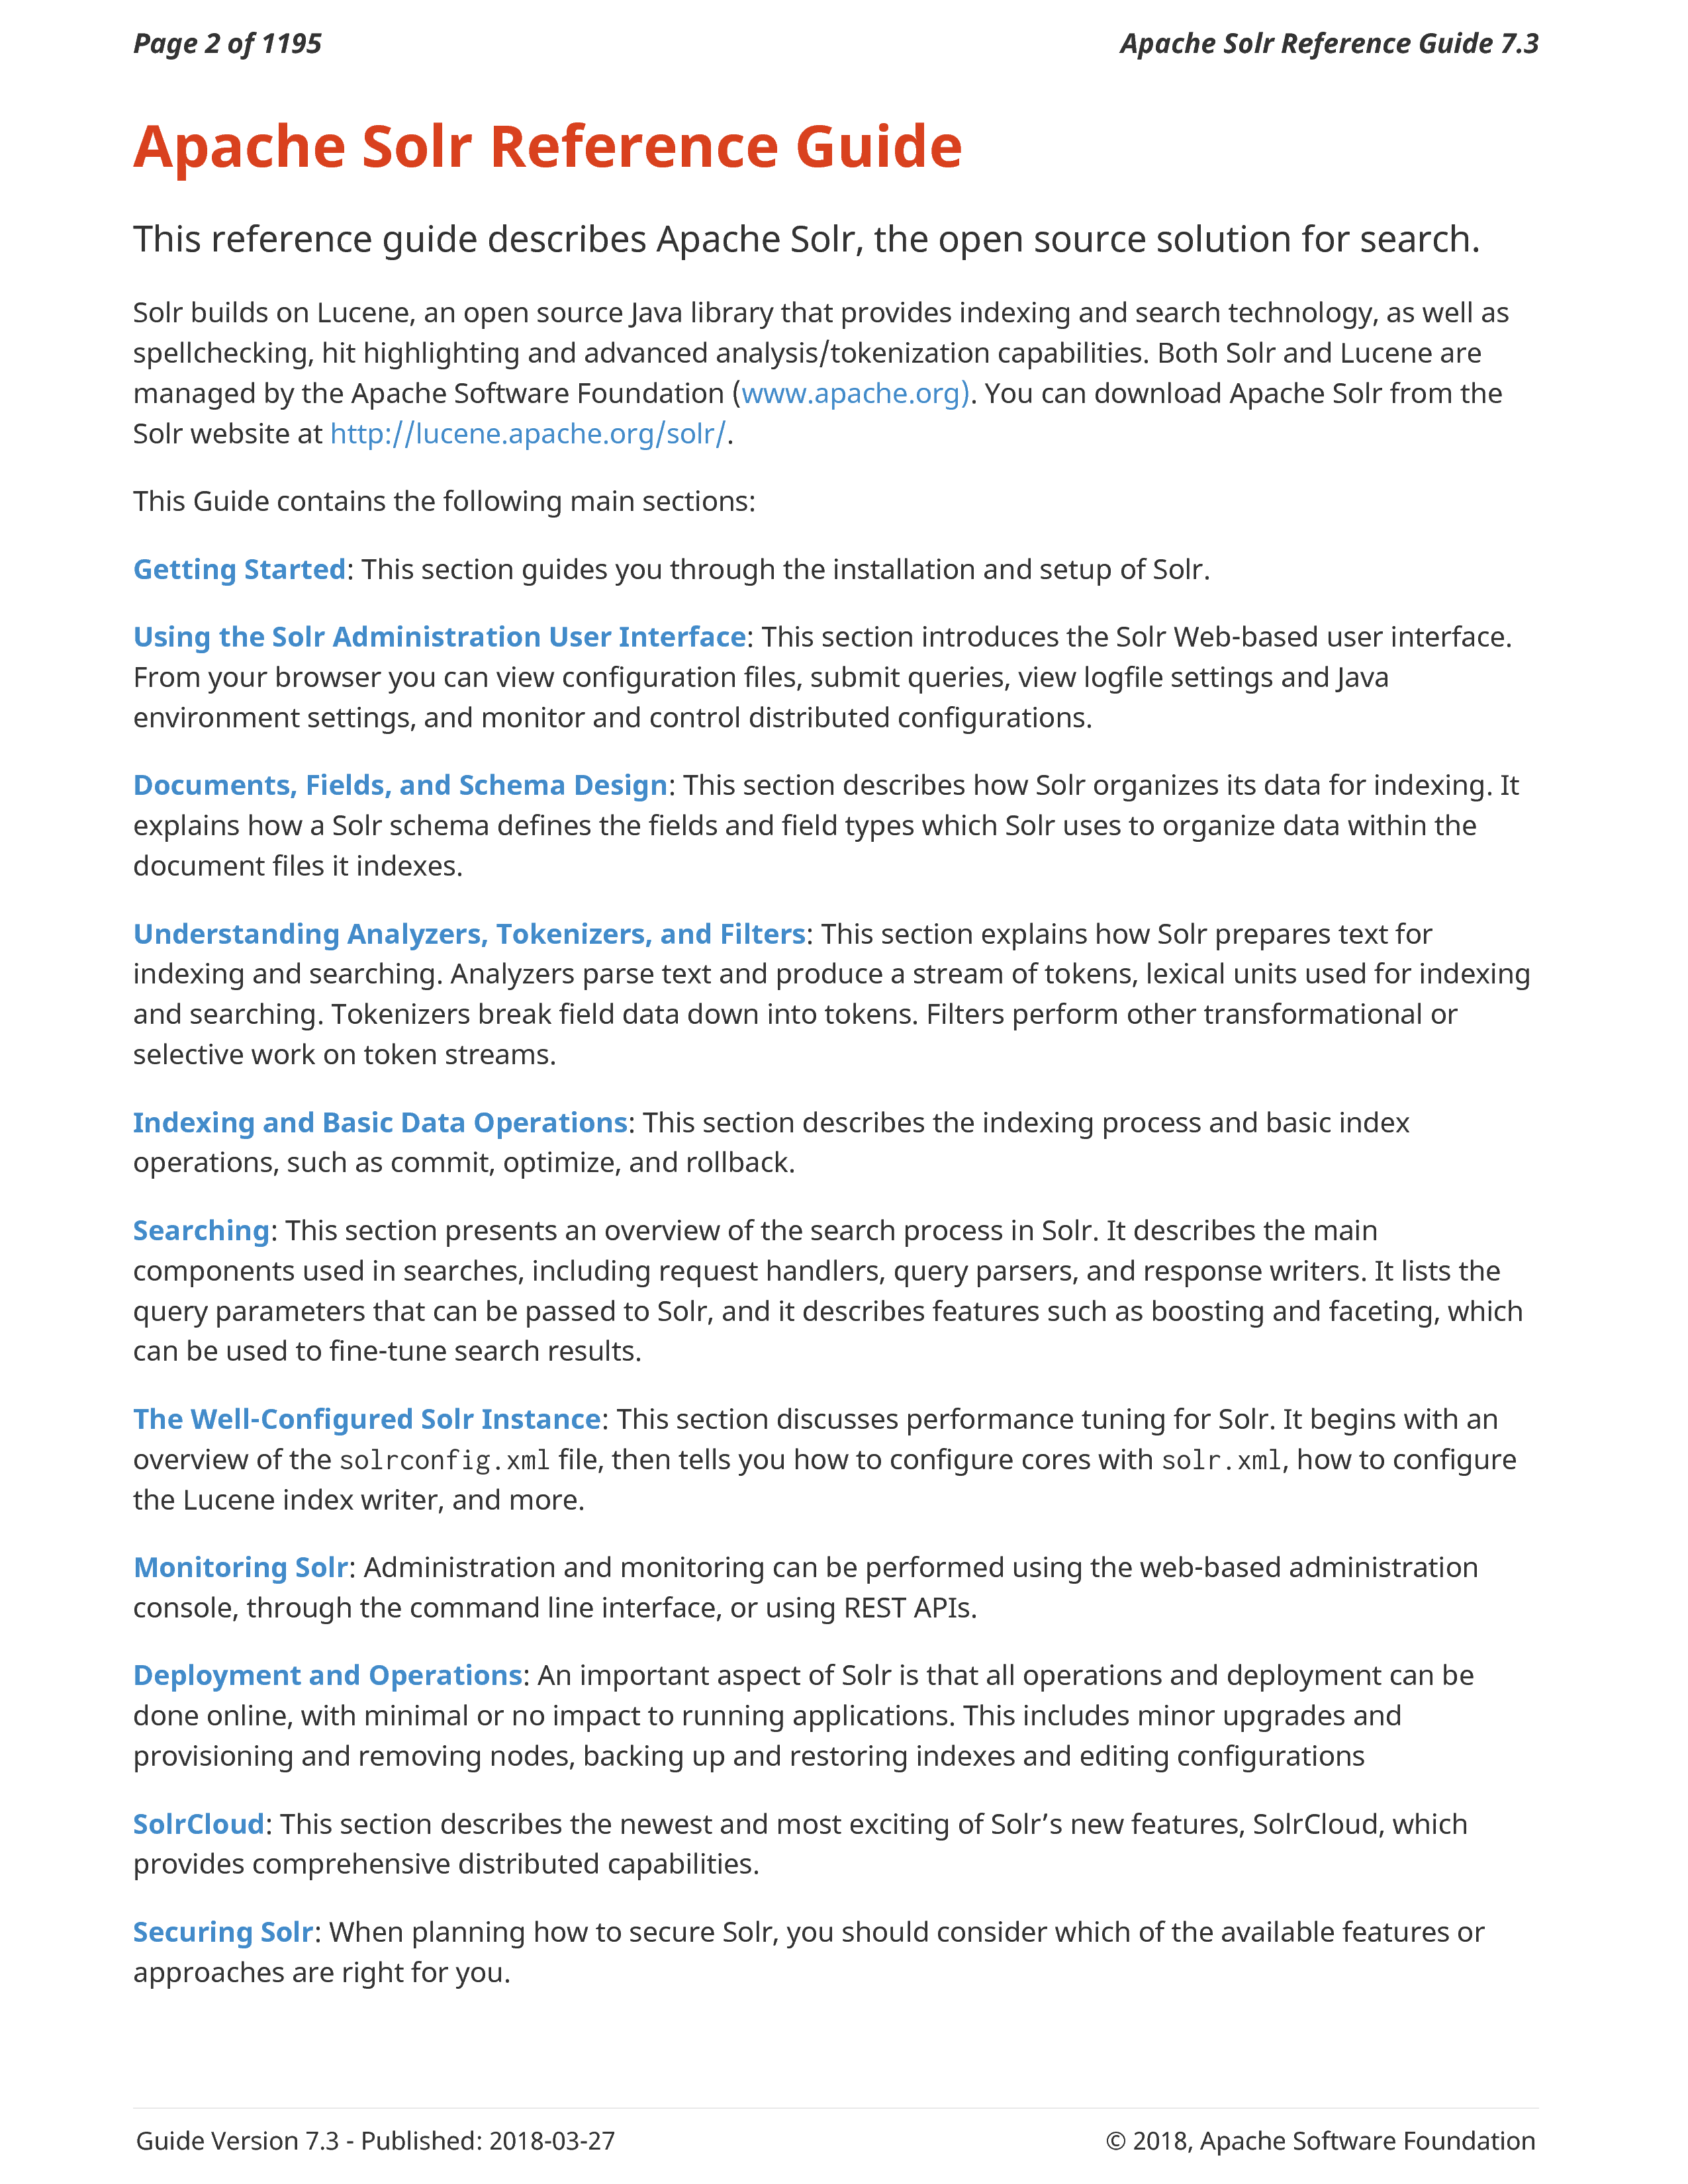 Page 2 of 1195
Apache Solr Reference Guide 7.3
Apache Solr Reference Guide
This reference guide describes Apache Solr, the open source solution for search.
Solr builds on Lucene, an open source Java library that provides indexing and search technology, as well as
spellchecking, hit highlighting and advanced analysis/tokenization capabilities. Both Solr and Lucene are
managed by the Apache Software Foundation (www.apache.org). You can download Apache Solr from the
Solr website at http://lucene.apache.org/solr/.
This Guide contains the following main sections:
Getting Started: This section guides you through the installation and setup of Solr.
Using the Solr Administration User Interface: This section introduces the Solr Web-based user interface.
From your browser you can view configuration files, submit queries, view logfile settings and Java
environment settings, and monitor and control distributed configurations.
Documents, Fields, and Schema Design: This section describes how Solr organizes its data for indexing. It
explains how a Solr schema defines the fields and field types which Solr uses to organize data within the
document files it indexes.
Understanding Analyzers, Tokenizers, and Filters: This section explains how Solr prepares text for
indexing and searching. Analyzers parse text and produce a stream of tokens, lexical units used for indexing
and searching. Tokenizers break field data down into tokens. Filters perform other transformational or
selective work on token streams.
Indexing and Basic Data Operations: This section describes the indexing process and basic index
operations, such as commit, optimize, and rollback.
Searching: This section presents an overview of the search process in Solr. It describes the main
components used in searches, including request handlers, query parsers, and response writers. It lists the
query parameters that can be passed to Solr, and it describes features such as boosting and faceting, which
can be used to fine-tune search results.
The Well-Configured Solr Instance: This section discusses performance tuning for Solr. It begins with an
overview of the solrconfig.xml file, then tells you how to configure cores with solr.xml, how to configure
the Lucene index writer, and more.
Monitoring Solr: Administration and monitoring can be performed using the web-based administration
console, through the command line interface, or using REST APIs.
Deployment and Operations: An important aspect of Solr is that all operations and deployment can be
done online, with minimal or no impact to running applications. This includes minor upgrades and
provisioning and removing nodes, backing up and restoring indexes and editing configurations
SolrCloud: This section describes the newest and most exciting of Solr’s new features, SolrCloud, which
provides comprehensive distributed capabilities.
Securing Solr: When planning how to secure Solr, you should consider which of the available features or
approaches are right for you.
Guide Version 7.3 - Published: 2018-03-27
© 2018, Apache Software Foundation